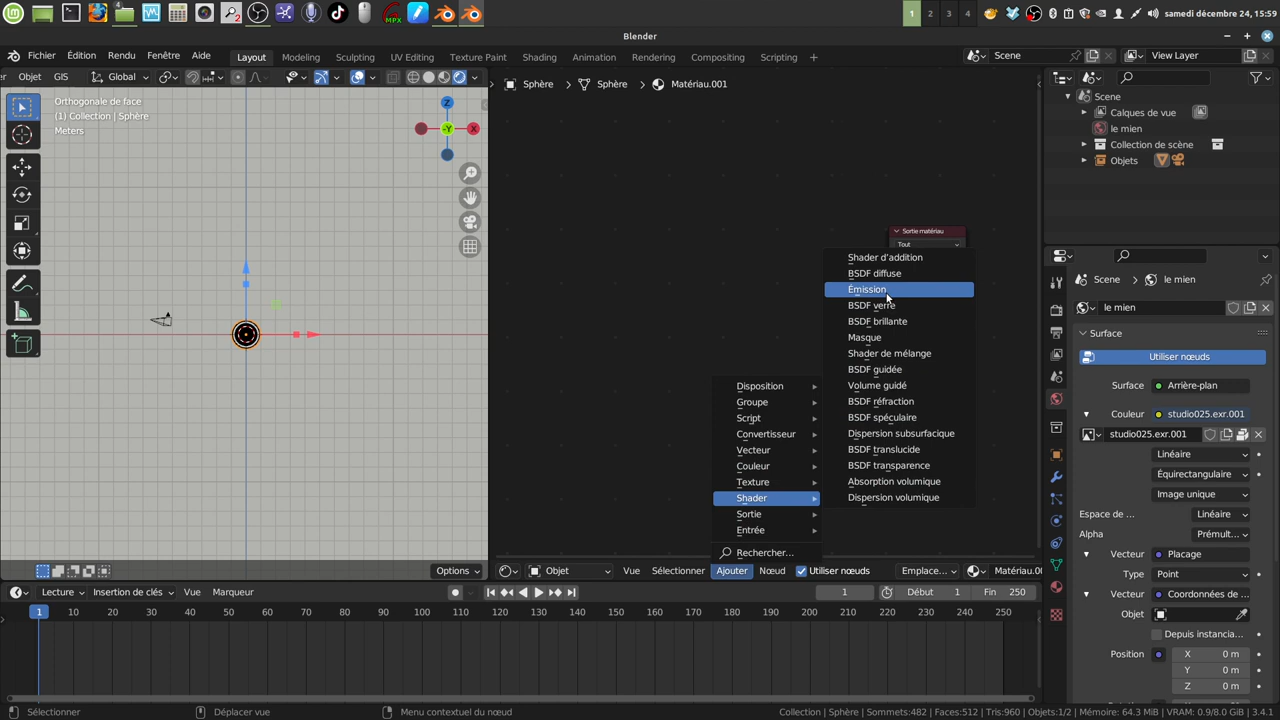 samedi décembre 24, 15:59
1 2 3 4
Blender
Fichier Édition Rendu Fenêtre Aide
Layout Modeling Sculpting UV Editing Texture Paint Shading Animation Rendering Compositing Scripting +
Scene
View Layer
Objet GIS Global
Sphère Sphère Matériau.001
Orthogonale de face
(1) Collection | Sphère
Meters
Z
-Y
X
Scene
Calques de vue
le mien
Collection de scène
Objets
Sortie matériau
Tout
Shader d'addition
BSDF diffuse
Émission
BSDF verre
BSDF brillante
Masque
Shader de mélange
BSDF guidée
Volume guidé
BSDF réfraction
BSDF spéculaire
Dispersion subsurfacique
BSDF translucide
BSDF transparence
Absorption volumique
Dispersion volumique
Disposition
Groupe
Script
Convertisseur
Vecteur
Couleur
Texture
Shader
Sortie
Entrée
Rechercher...
Scene le mien
le mien
Surface
Utiliser nœuds
Surface Arrière-plan
Couleur studio025.exr.001
studio025.exr.001
Linéaire
Équirectangulaire
Image unique
Espace de ... Linéaire
Alpha Prémult...
Vecteur Placage
Type Point
Vecteur Coordonnées de ...
Objet
Depuis instancia...
Position X 0 m
Y 0 m
Z 0 m
Options
Objet Vue Sélectionner Ajouter Nœud Utiliser nœuds Emplace... Matériau.00
Lecture Insertion de clés Vue Marqueur
1 Début 1 Fin 250
1 10 20 30 40 50 60 70 80 90 100 110 120 130 140 150 160 170 180 190 200 210 220 230 240 250
Sélectionner Déplacer vue Menu contextuel du nœud
Collection | Sphère | Sommets:482 | Faces:512 | Tris:960 | Objets:1/2 | Mémoire: 64.3 MiB | VRAM: 0.9/8.0 GiB | 3.4.1